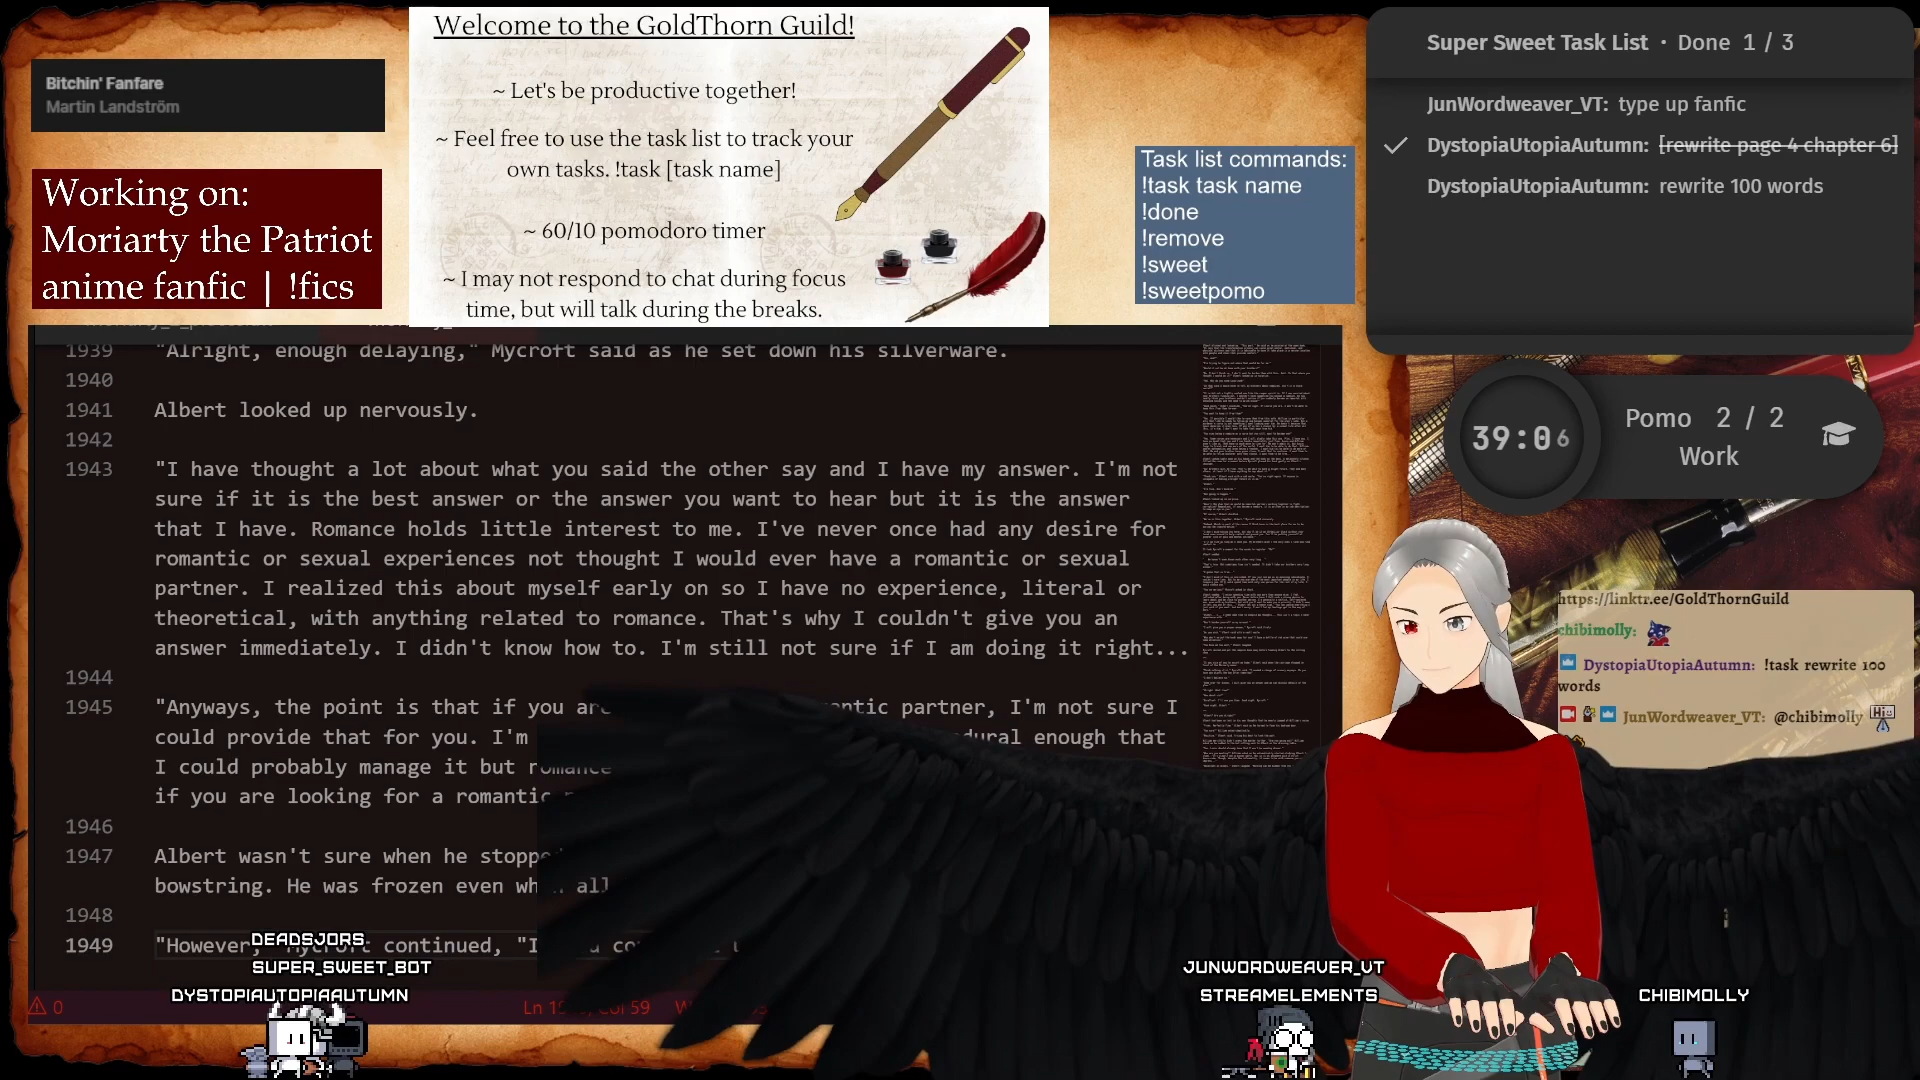 Bitchin' Fanfare
Martin Landström
Working on:
Moriarty the Patriot
anime fanfic | !fics
Welcome to the GoldThorn Guild!
~ Let's be productive together!
~ Feel free to use the task list to track your
own tasks. !task [task name]
~ 60/10 pomodoro timer
~ I may not respond to chat during focus
time, but will talk during the breaks.
Task list commands:
!task task name
!done
!remove
!sweet
!sweetpomo
Super Sweet Task List • Done 1 / 3
JunWordweaver_VT: type up fanfic
DystopiaUtopiaAutumn: [rewrite page 4 chapter 6]
DystopiaUtopiaAutumn: rewrite 100 words
39:06
Pomo 2 / 2
Work
1939 "Alright, enough delaying," Mycroft said as he set down his silverware.
1940
1941 Albert looked up nervously.
1942
1943 "I have thought a lot about what you said the other say and I have my answer. I'm not
sure if it is the best answer or the answer you want to hear but it is the answer
that I have. Romance holds little interest to me. I've never once had any desire for
romantic or sexual experiences not thought I would ever have a romantic or sexual
partner. I realized this about myself early on so I have no experience, literal or
theoretical, with anything related to romance. That's why I couldn't give you an
answer immediately. I didn't know how to. I'm still not sure if I am doing it right...
1944
1945 "Anyways, the point is that if you are partner, I'm not sure I
could provide that for you. I'm enough that
I could probably manage it but romance
if you are looking for a romantic
1946
1947 Albert wasn't sure when he stopped
bowstring. He was frozen even all
1948
1949 "However," Mycroft continued, "I
https://linktr.ee/GoldThornGuild
chibimolly:
DystopiaUtopiaAutumn: !task rewrite 100
words
JunWordweaver_VT: @chibimolly Hi
0
Col 59
DEADSJORS
SUPER_SWEET_BOT
DYSTOPIAUTOPIAAUTUMN
JUNWORDWEAVER_VT
STREAMELEMENTS
CHIBIMOLLY